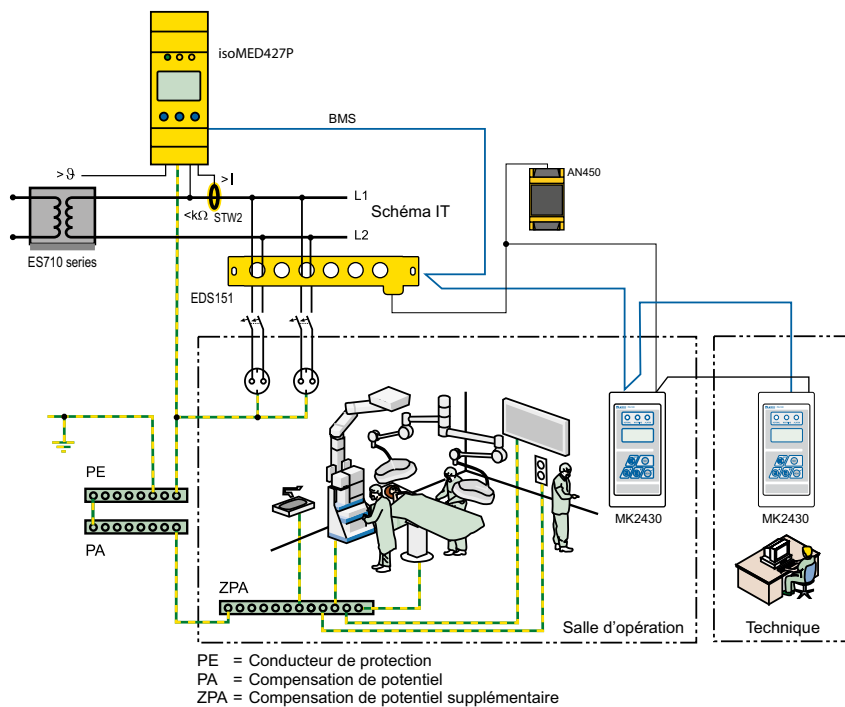 isoMED427P
BMS
>ϑ
>I
AN450
L1
Schéma IT
<kΩ
STW2
L2
ES710 series
EDS151
PE
PA
MK2430
MK2430
ZPA
Salle d'opération
Technique
PE = Conducteur de protection
PA = Compensation de potentiel
ZPA = Compensation de potentiel supplémentaire